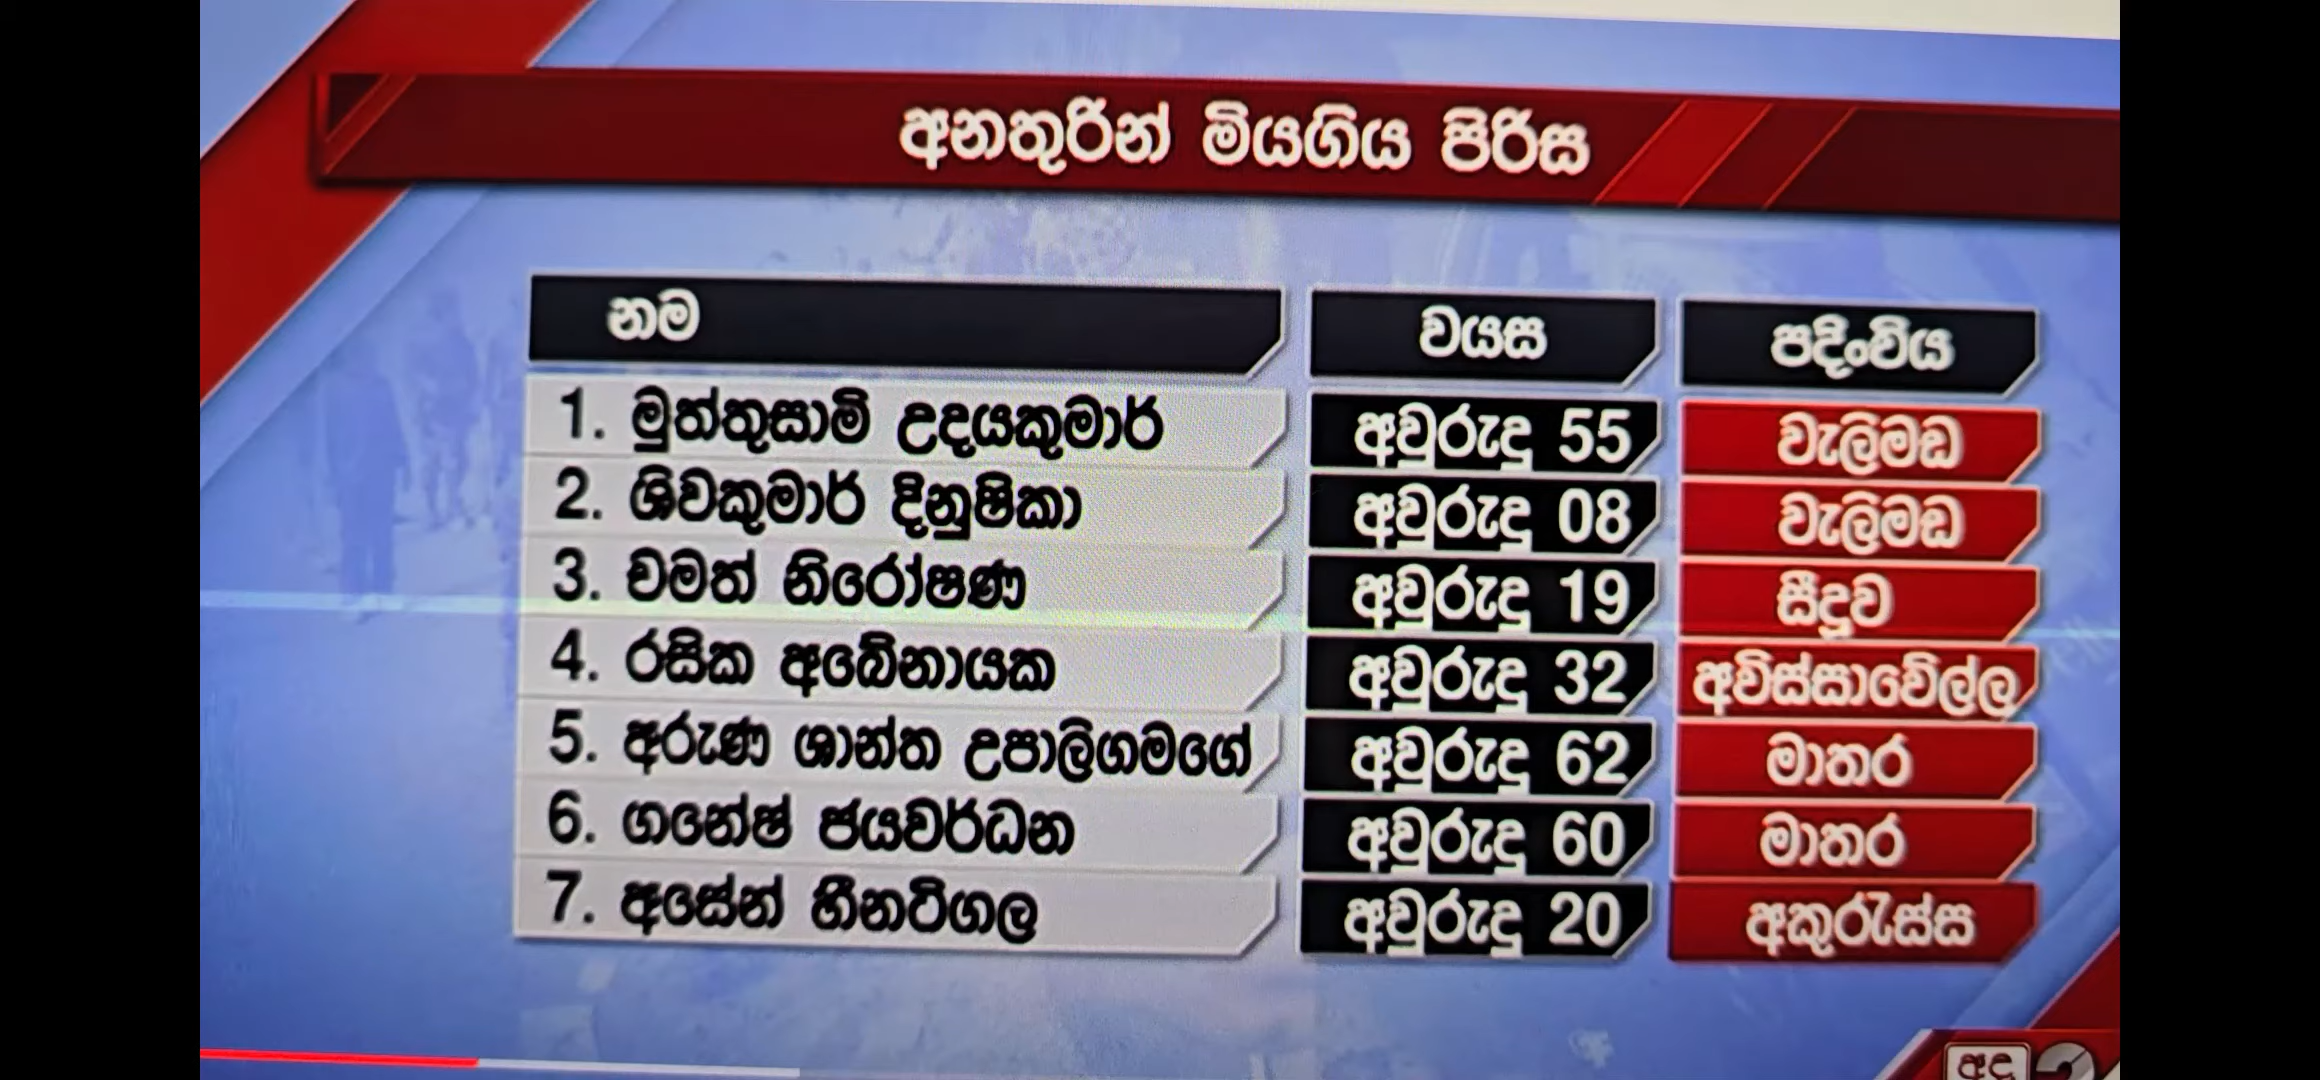 අනතුරින් මියගිය පිරිස
නම වයස පදිංචිය
1. මුත්තුසාමි උදයකුමාර් අවුරුදු 55 වැලිමඩ
2. ශිවකුමාර් දිනුෂිකා අවුරුදු 08 වැලිමඩ
3. චමත් නිරෝෂණ අවුරුදු 19 සීදූව
4. රසික අබේනායක අවුරුදු 32 අවිස්සාවේල්ල
5. අරුණ ශාන්ත උපාලිගමගේ අවුරුදු 62 මාතර
6. ගනේෂ් ජයවර්ධන අවුරුදු 60 මාතර
7. අසේන් හීනටිගල අවුරුදු 20 අකුරැස්ස